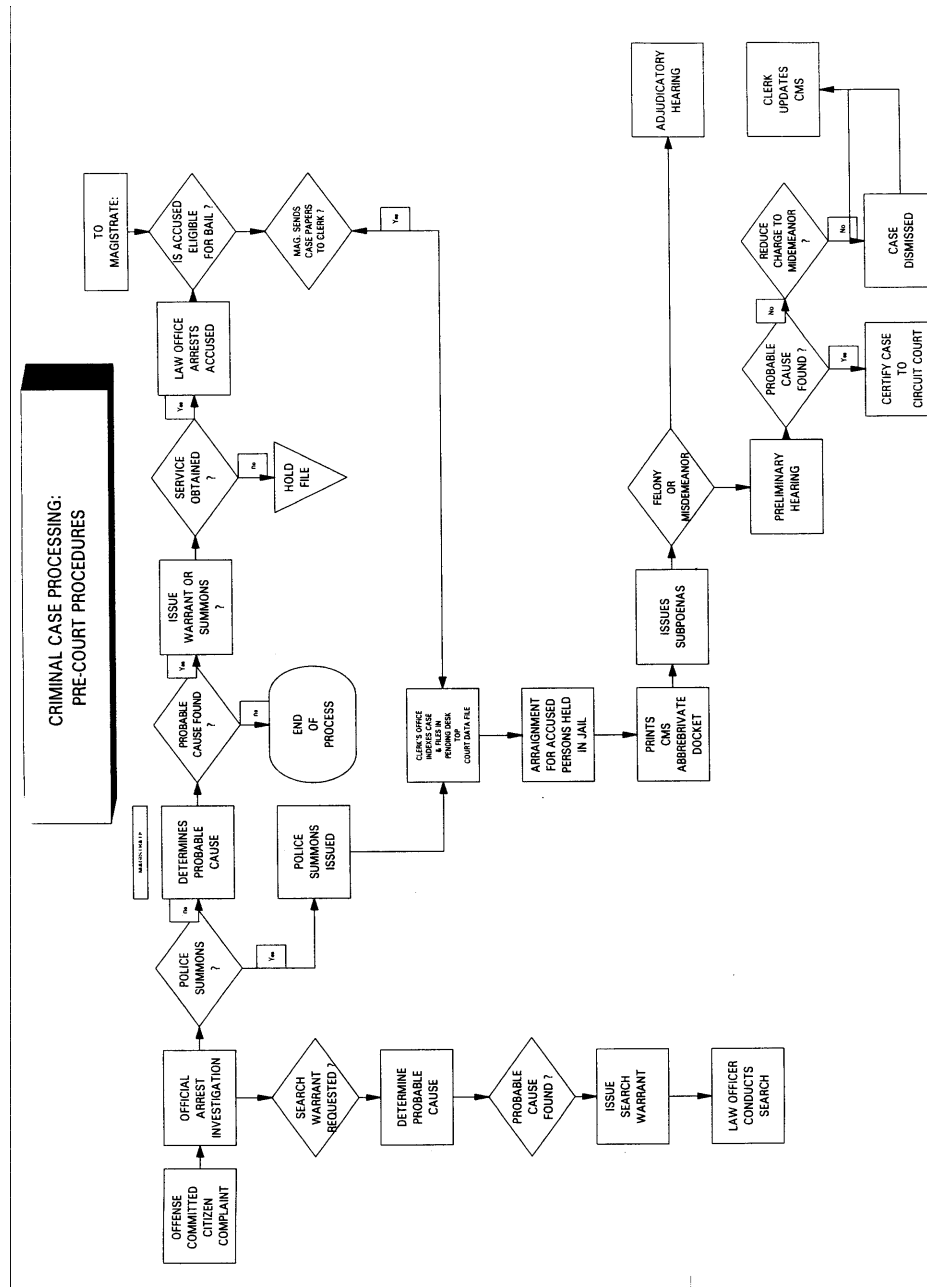 CRIMINAL CASE PROCESSING:
PRE-COURT PROCEDURES
OFFENSE
COMMITTED
CITIZEN
COMPLAINT
OFFICIAL
ARREST
INVESTIGATION
POLICE
SUMMONS
?
no
MAGISTRATE
DETERMINES
PROBABLE
CAUSE
PROBABLE
CAUSE FOUND
?
Yes
ISSUE
WARRANT OR
SUMMONS
?
SERVICE
OBTAINED
?
Yes
LAW OFFICE
ARRESTS
ACCUSED
IS ACCUSED
ELIGIBLE
FOR BAIL ?
TO
MAGISTRATE:
Yes
POLICE
SUMMONS
ISSUED
no
END
OF
PROCESS
no
HOLD
FILE
MAG. SENDS
CASE PAPERS
TO CLERK ?
Yes
SEARCH
WARRANT
REQUESTED ?
DETERMINE
PROBABLE
CAUSE
PROBABLE
CAUSE
FOUND ?
ISSUE
SEARCH
WARRANT
LAW OFFICER
CONDUCTS
SEARCH
CLERK'S OFFICE
INDEXES CASE
& FILES IN
PENDING DESK
TOP
COURT DATA FILE
ARRAIGNMENT
FOR ACCUSED
PERSONS HELD
IN JAIL
PRINTS
CMS
ABBREBRIVATE
DOCKET
ISSUES
SUBPOENAS
FELONY
OR
MISDEMEANOR
ADJUDICATORY
HEARING
PRELIMINARY
HEARING
PROBABLE
CAUSE
FOUND ?
No
REDUCE
CHARGE TO
MIDEMEANOR
?
CLERK
UPDATES
CMS
Yes
CERTIFY CASE
TO
CIRCUIT COURT
No
CASE
DISMISSED